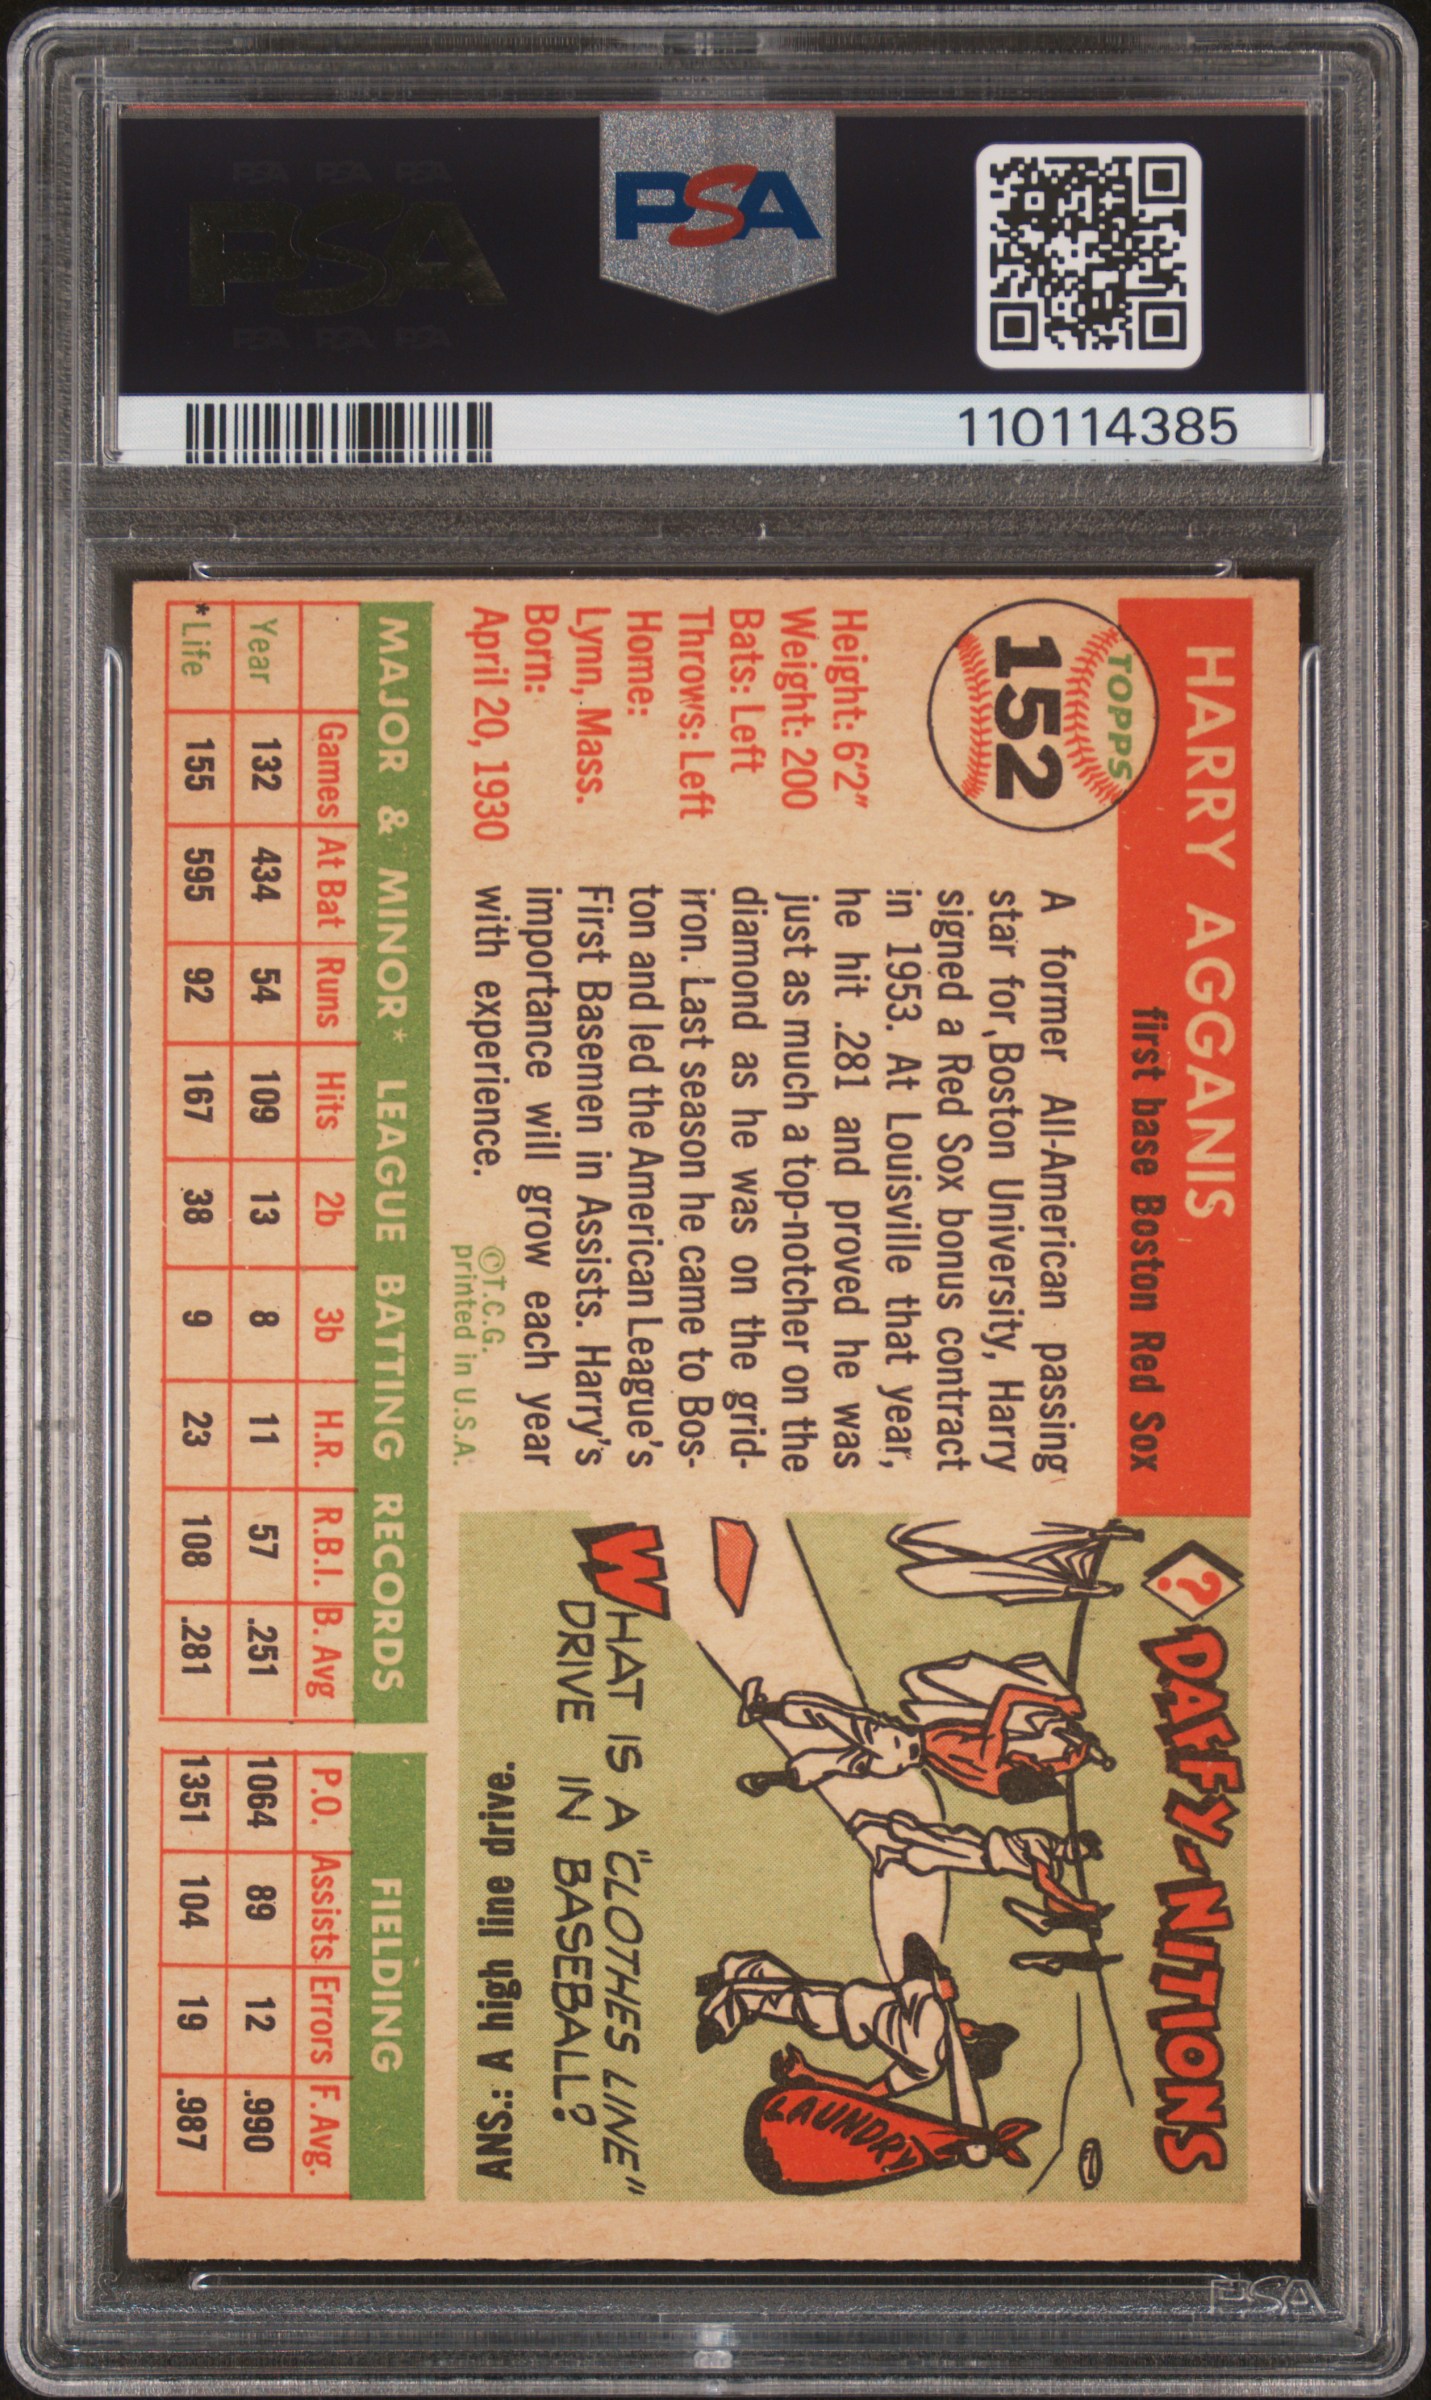 PSA PSA PSA
PSA
PSA PSA PSA
PSA
110114385
TOPPS
152
HARRY AGGANIS
first base Boston Red Sox
Height: 6'2"
Weight: 200
Bats: Left
Throws: Left
Home:
Lynn, Mass.
Born:
April 20, 1930
A former All-American passing
star for Boston University, Harry
signed a Red Sox bonus contract
in 1953. At Louisville that year,
he hit .281 and proved he was
just as much a top-notcher on the
diamond as he was on the grid-
iron. Last season he came to Bos-
ton and led the American League's
First Basemen in Assists. Harry's
importance will grow each year
with experience.
©T.C.G.
printed in U.S.A.
? DAFFY-NITIONS
LAUNDRY
WHAT IS A "CLOTHES LINE"
DRIVE IN BASEBALL?
ANS.: A high line drive.
MAJOR & MINOR* LEAGUE BATTING RECORDS
FIELDING
Games At Bat Runs Hits 2b 3b H.R. R.B.I. B. Avg P.O. Assists Errors F. Avg.
Year 132 434 54 109 13 8 11 57 .251 1064 89 12 .990
*Life 155 595 92 167 38 9 23 108 .281 1351 104 19 .987
PSA